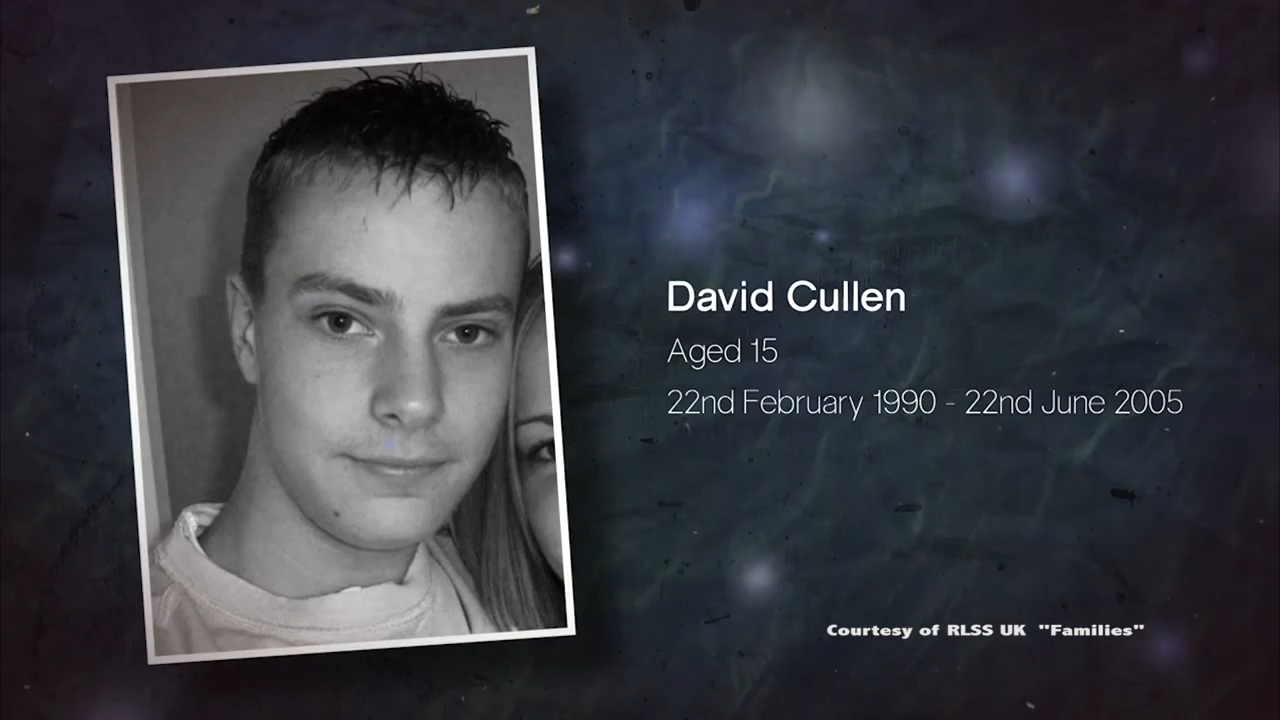 David Cullen
Aged 15
22nd February 1990 - 22nd June 2005
Courtesy of RLSS UK "Families"